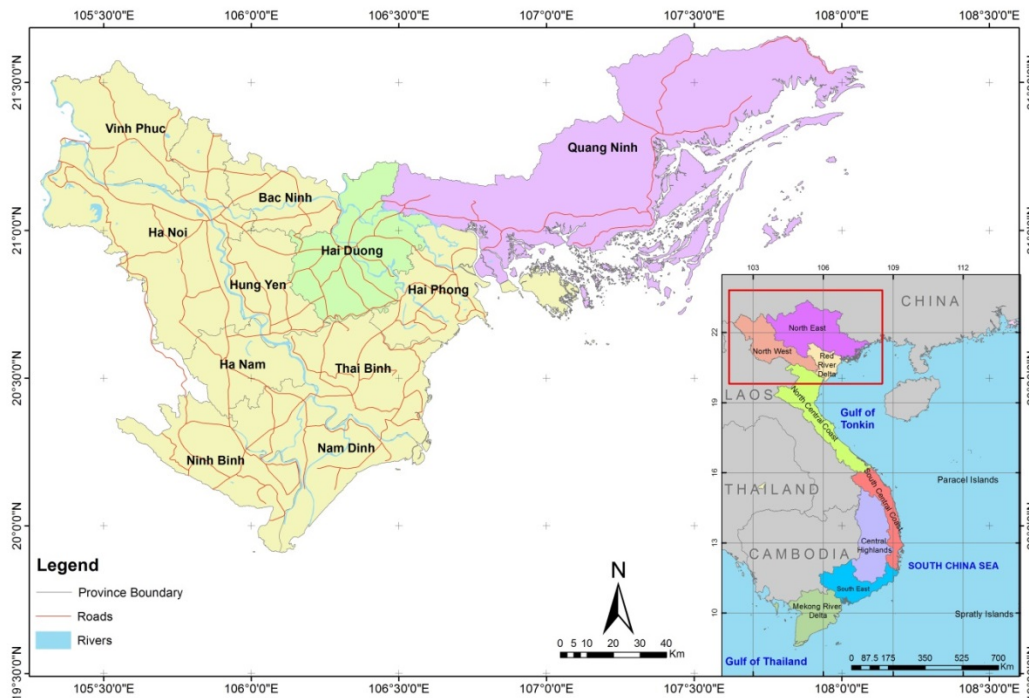 105°30'0"E
106°0'0"E
106°30'0"E
107°0'0"E
107°30'0"E
108°0'0"E
108°30'0"E
21°30'0"N
21°0'0"N
20°30'0"N
20°0'0"N
19°30'0"N
Vinh Phuc
Quang Ninh
Bac Ninh
Ha Noi
Hai Duong
Hung Yen
Hai Phong
Ha Nam
Thai Binh
Ninh Binh
Nam Dinh
Legend
Province Boundary
Roads
Rivers
N
0 5 10 20 30 40
Km
103
106
109
112
CHINA
North East
North West
Red
River
Delta
22
LAOS
19
North Central Coast
Gulf of
Tonkin
16
THAILAND
South Central Coast
Paracel Islands
Central
Highlands
13
CAMBODIA
SOUTH CHINA SEA
South East
Mekong River
Delta
10
Spratly Islands
Gulf of Thailand
0 87.5 175 350 525 700
Km
105°30'0"E
106°0'0"E
106°30'0"E
107°0'0"E
107°30'0"E
108°0'0"E
108°30'0"E